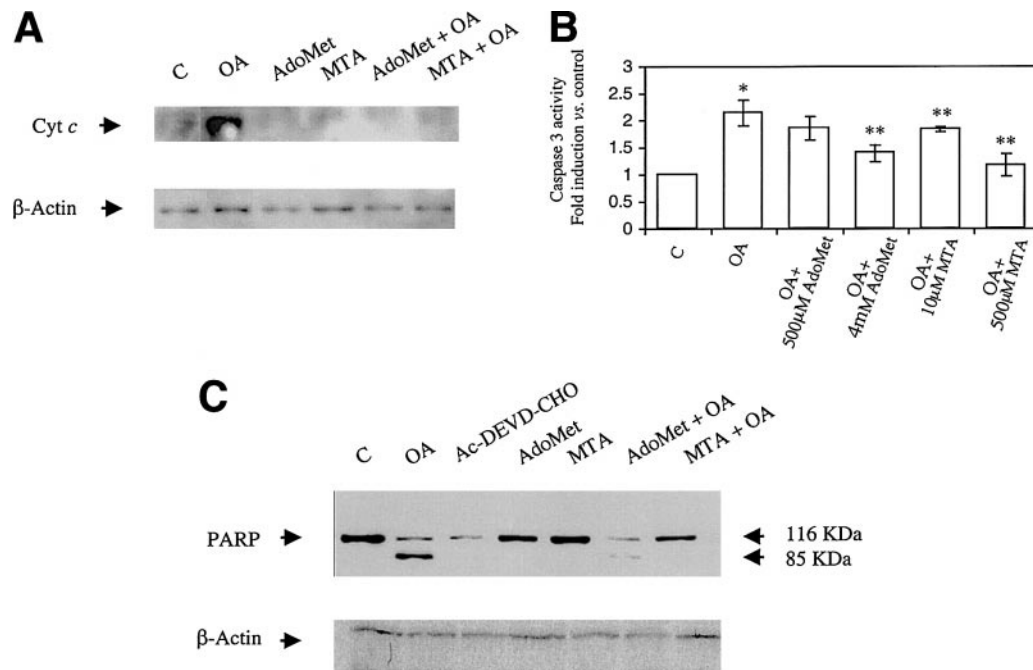 A
C
OA
AdoMet
MTA
AdoMet + OA
MTA + OA
Cyt c
β-Actin
B
Caspase 3 activity
Fold induction vs. control
3
2.5
2
1.5
1
0.5
0
*
**
**
**
C
OA
OA+
500µM AdoMet
OA+
4mM AdoMet
OA+
10µM MTA
OA+
500µM MTA
C
C
OA
Ac-DEVD-CHO
AdoMet
MTA
AdoMet + OA
MTA + OA
PARP
116 KDa
85 KDa
β-Actin